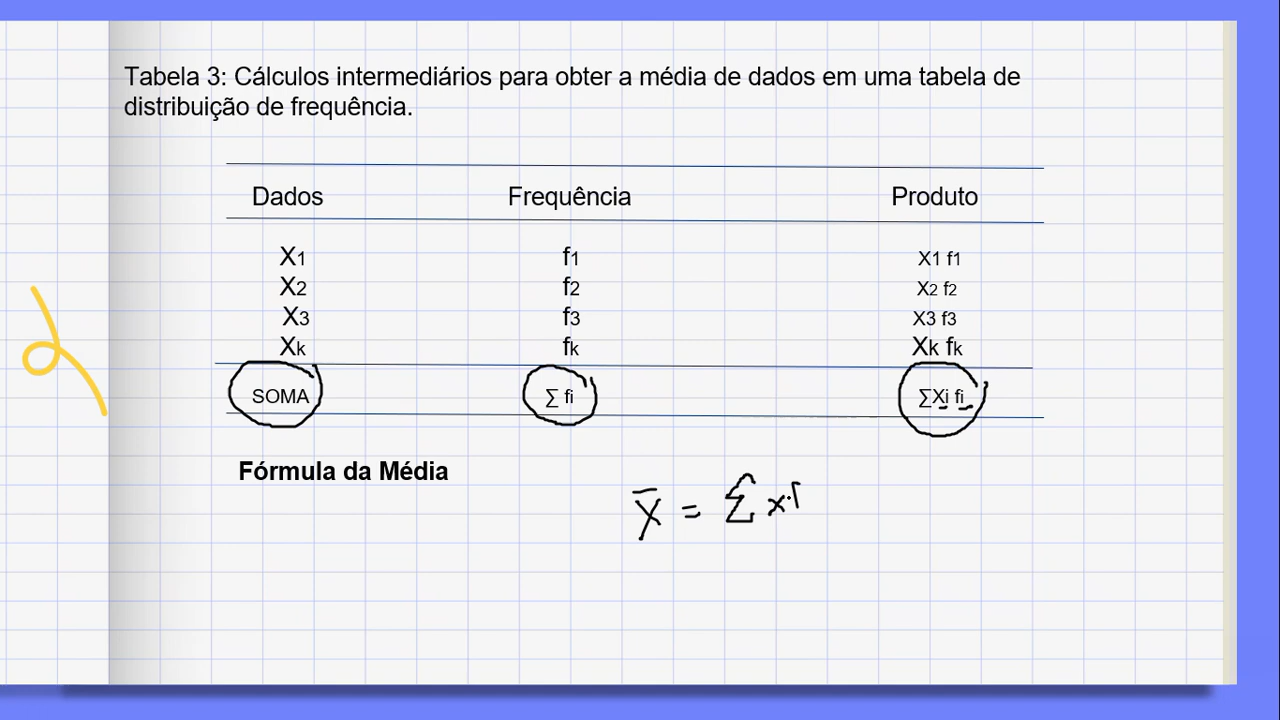 Tabela 3: Cálculos intermediários para obter a média de dados em uma tabela de
distribuição de frequência.
Dados Frequência Produto
X1 f1 X1 f1
X2 f2 X2 f2
X3 f3 X3 f3
Xk fk Xk fk
SOMA ∑ fi ∑Xi fi
Fórmula da Média
X̄ = ∑ x·f